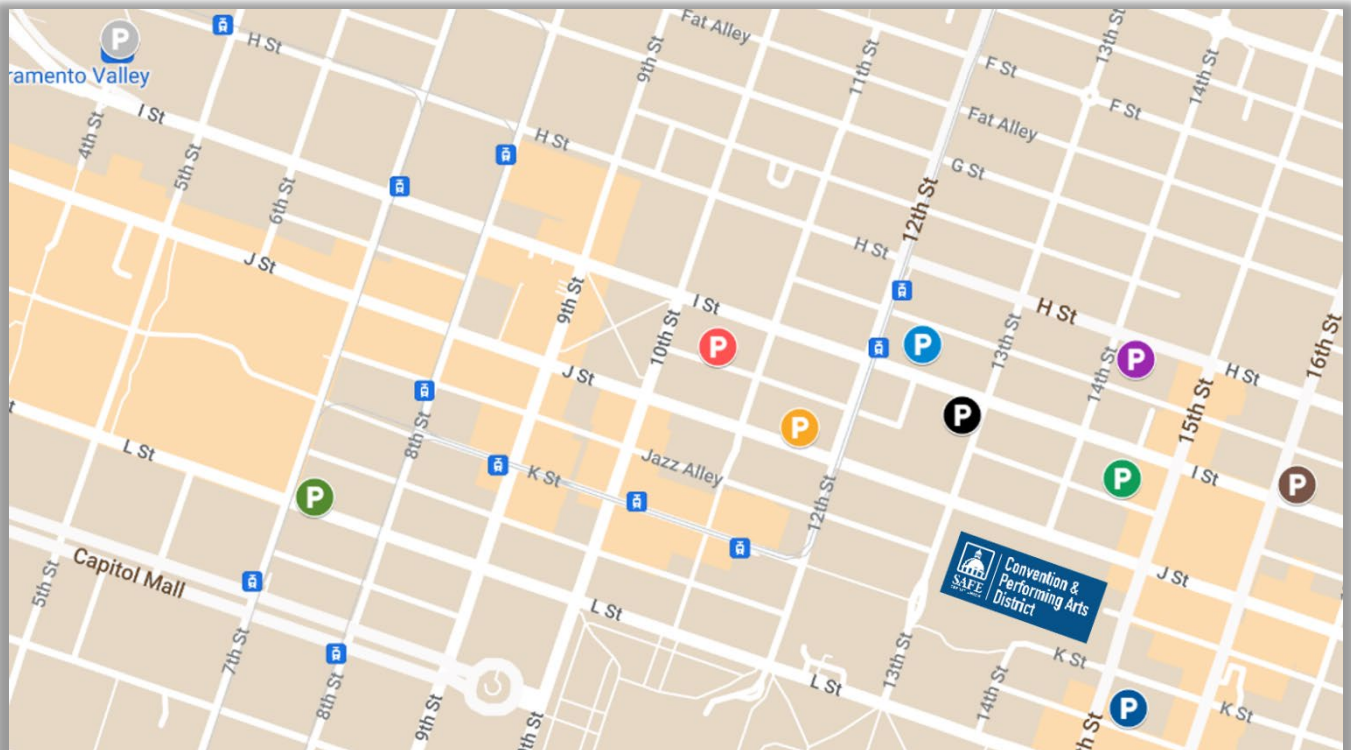 Fat Alley
H St
9th St
11th St
13th St
14th St
F St
F St
P
ramento Valley
I St
4th St
5th St
6th St
H St
Fat Alley
G St
12th St
H St
J St
9th St
I St
10th St
P
P
13th St
H St
14th St
P
H St
16th St
15th St
J St
P
P
L St
8th St
K St
Jazz Alley
12th St
P
I St
P
P
Capitol Mall
5th St
SAFE
Convention &
Performing Arts
District
J St
L St
7th St
8th St
9th St
13th St
L St
14th St
K St
P
K St